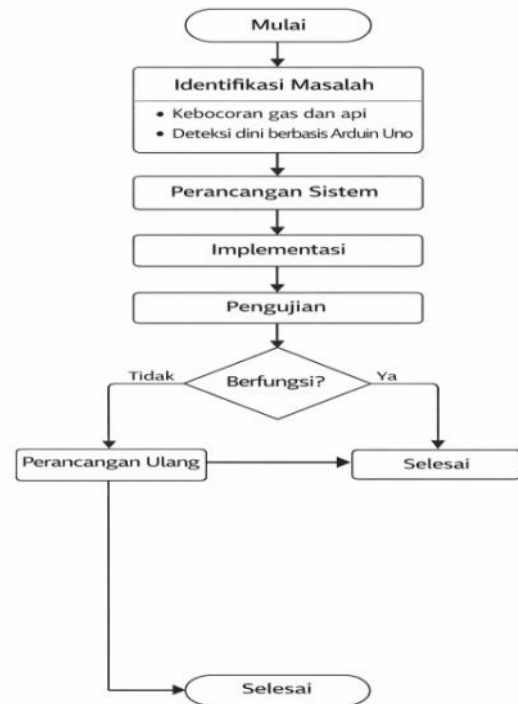 Mulai
Identifikasi Masalah
• Kebocoran gas dan api
• Deteksi dini berbasis Arduin Uno
Perancangan Sistem
Implementasi
Pengujian
Berfungsi?
Tidak
Ya
Perancangan Ulang
Selesai
Selesai